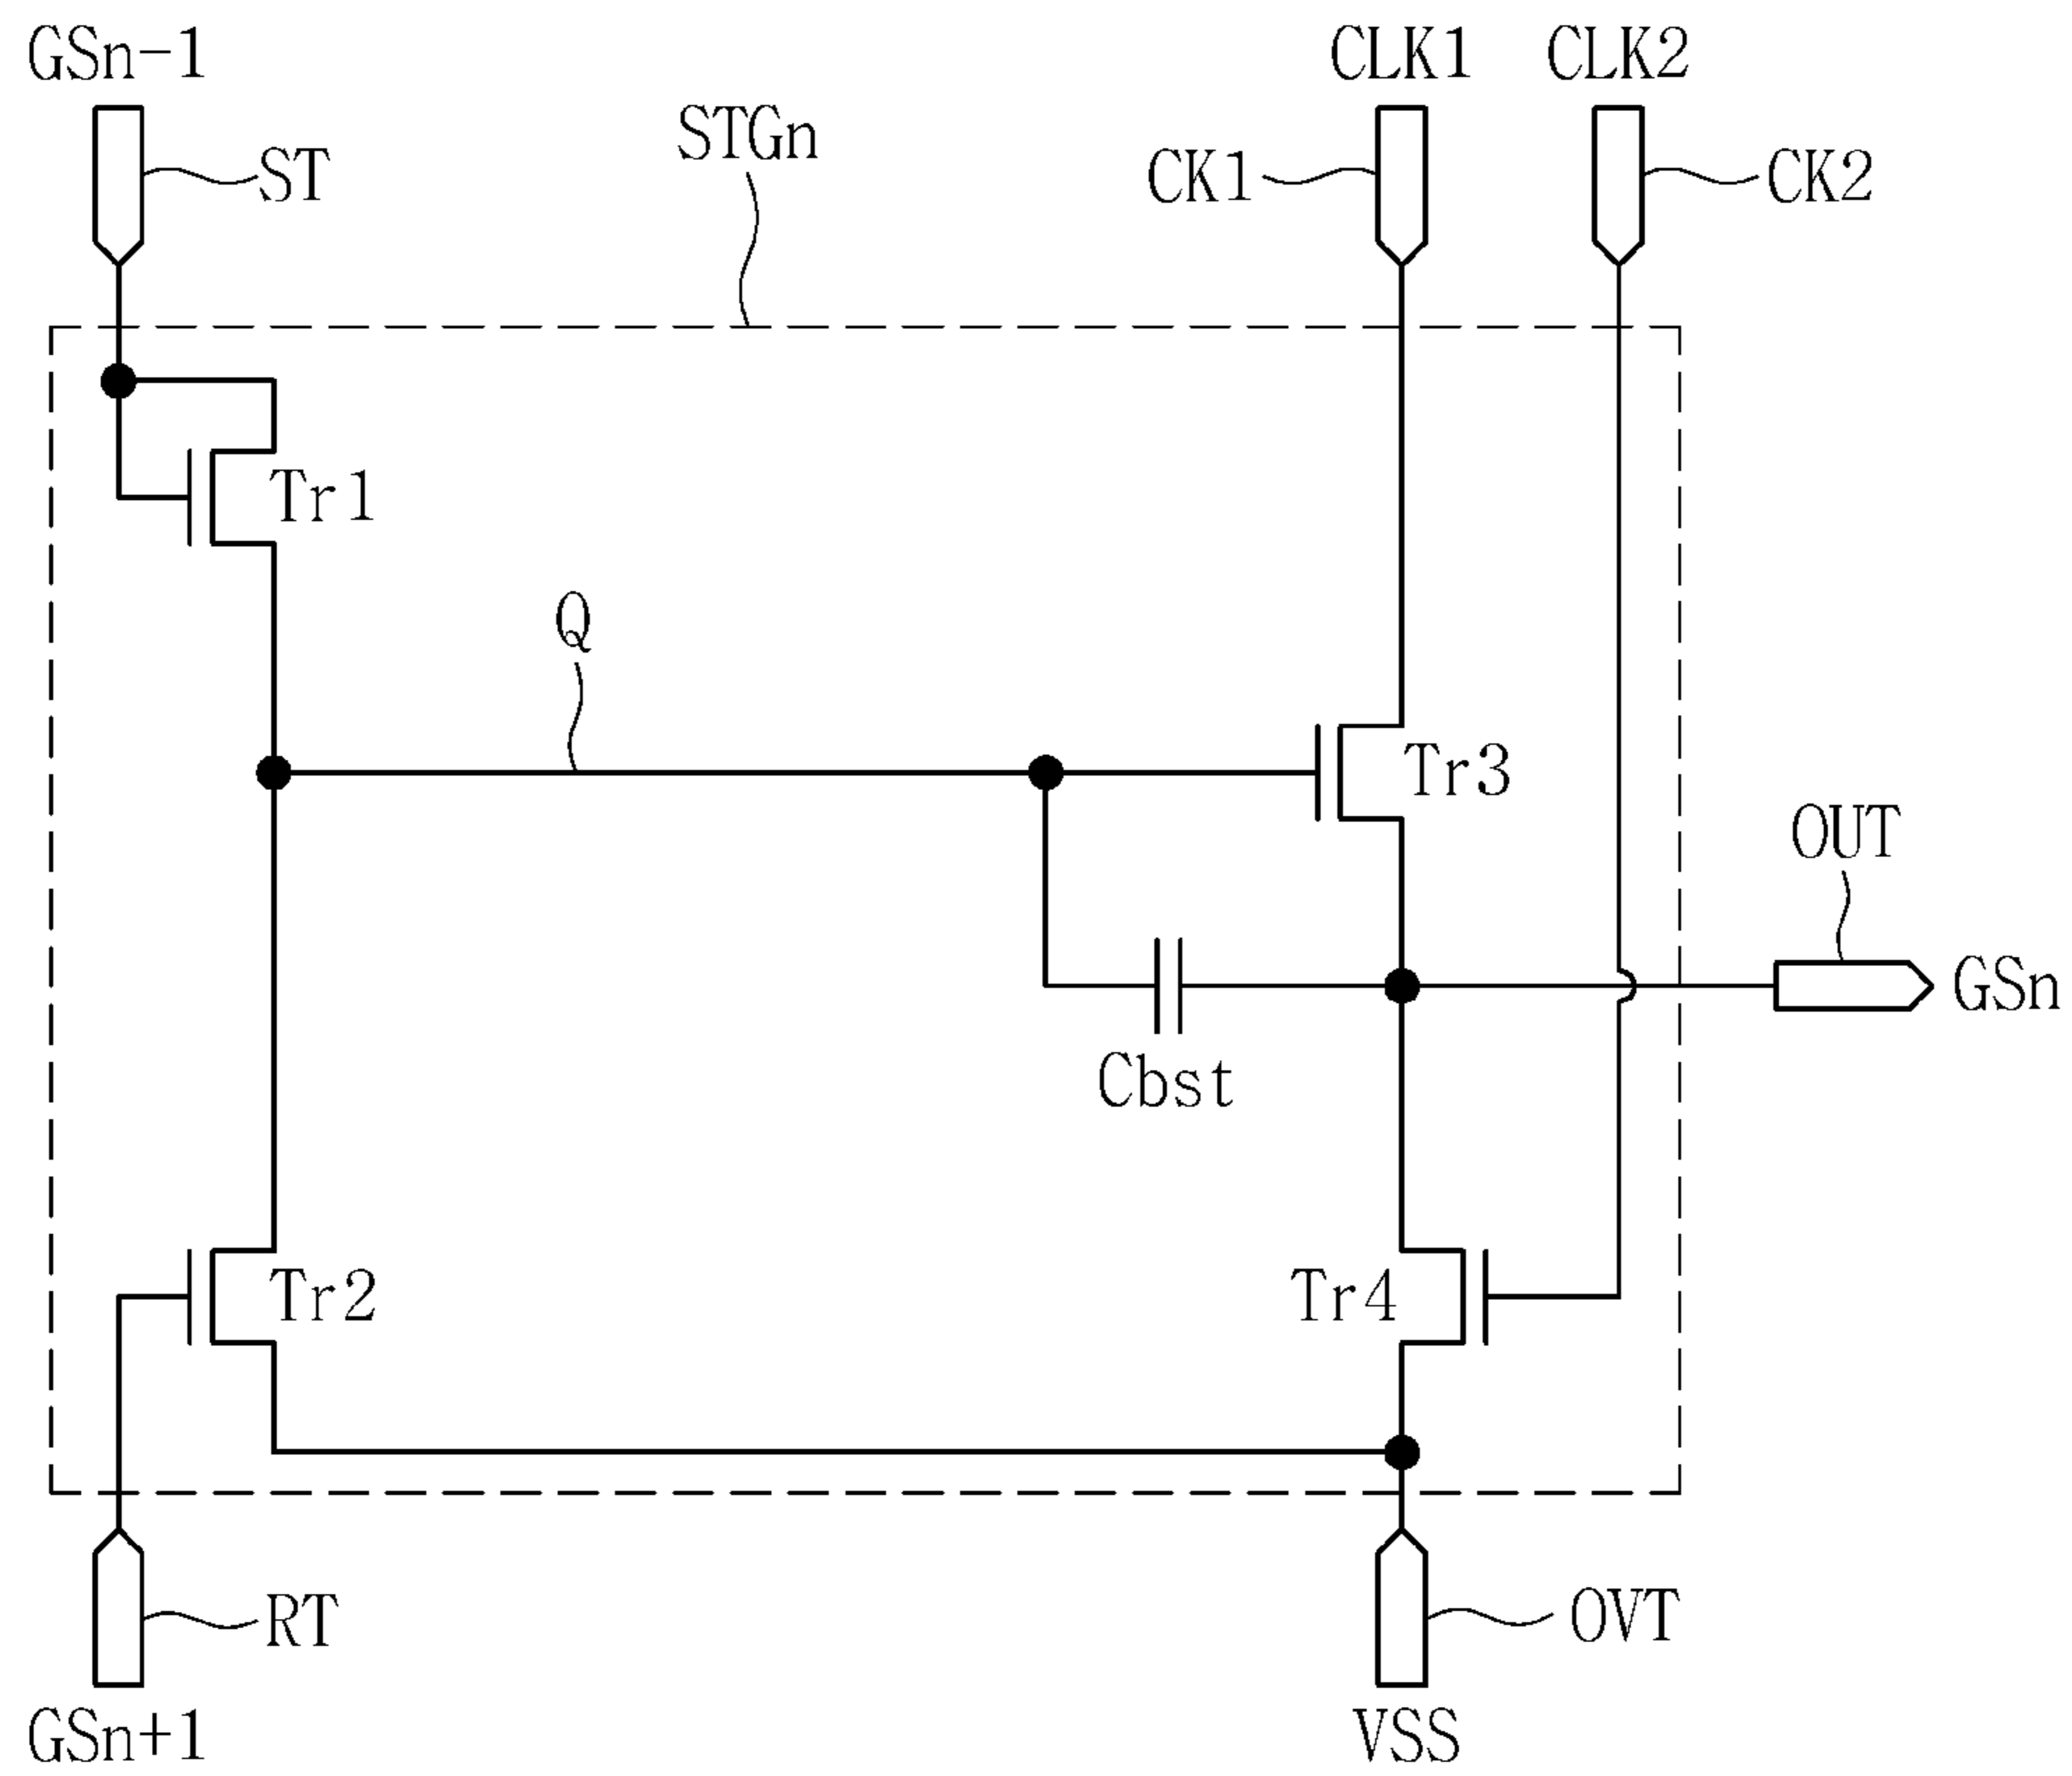 GSn-1
CLK1
CLK2
STGn
ST
CK1
CK2
Tr1
Q
Tr3
OUT
GSn
Cbst
Tr2
Tr4
RT
OVT
GSn+1
VSS